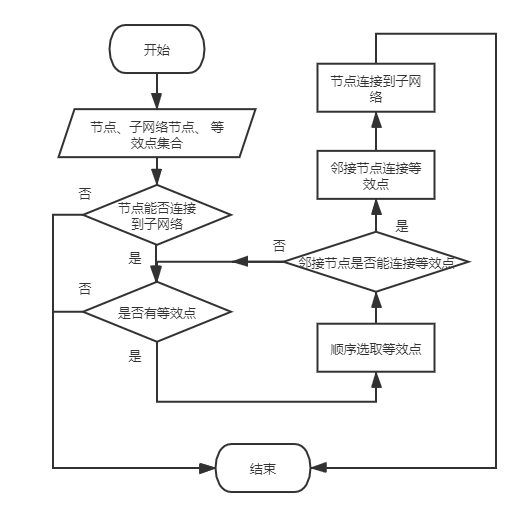 开始
节点、子网络节点、 等
效点集合
否
节点能否连接
到子网络
是
否
是否有等效点
是
节点连接到子网
络
邻接节点连接等
效点
是
否
邻接节点是否能连接等效点
顺序选取等效点
结束